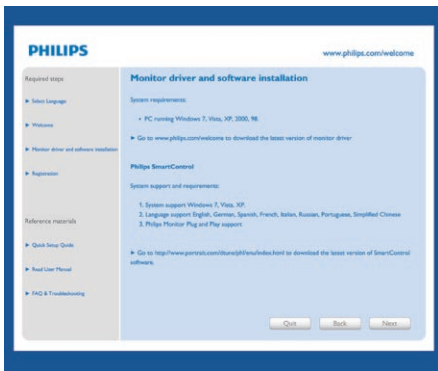 PHILIPS
www.philips.com/welcome
Required steps
Select Language
Welcome
Monitor driver and software installation
Registration
Reference materials
Quick Setup Guide
Read User Manual
FAQ & Troubleshooting
Monitor driver and software installation
System requirements:
PC running Windows 7, Vista, XP, 2000, 98.
Go to www.philips.com/welcome to download the latest version of monitor driver
Philips SmartControl
System support and requirements:
1. System support Windows 7, Vista, XP.
2. Language support English, German, Spanish, French, Italian, Russian, Portuguese, Simplified Chinese
3. Philips Monitor Plug and Play support
Go to http://www.portrait.com/dtune/phl/enu/index.html to download the latest version of SmartControl
software.
Quit
Back
Next